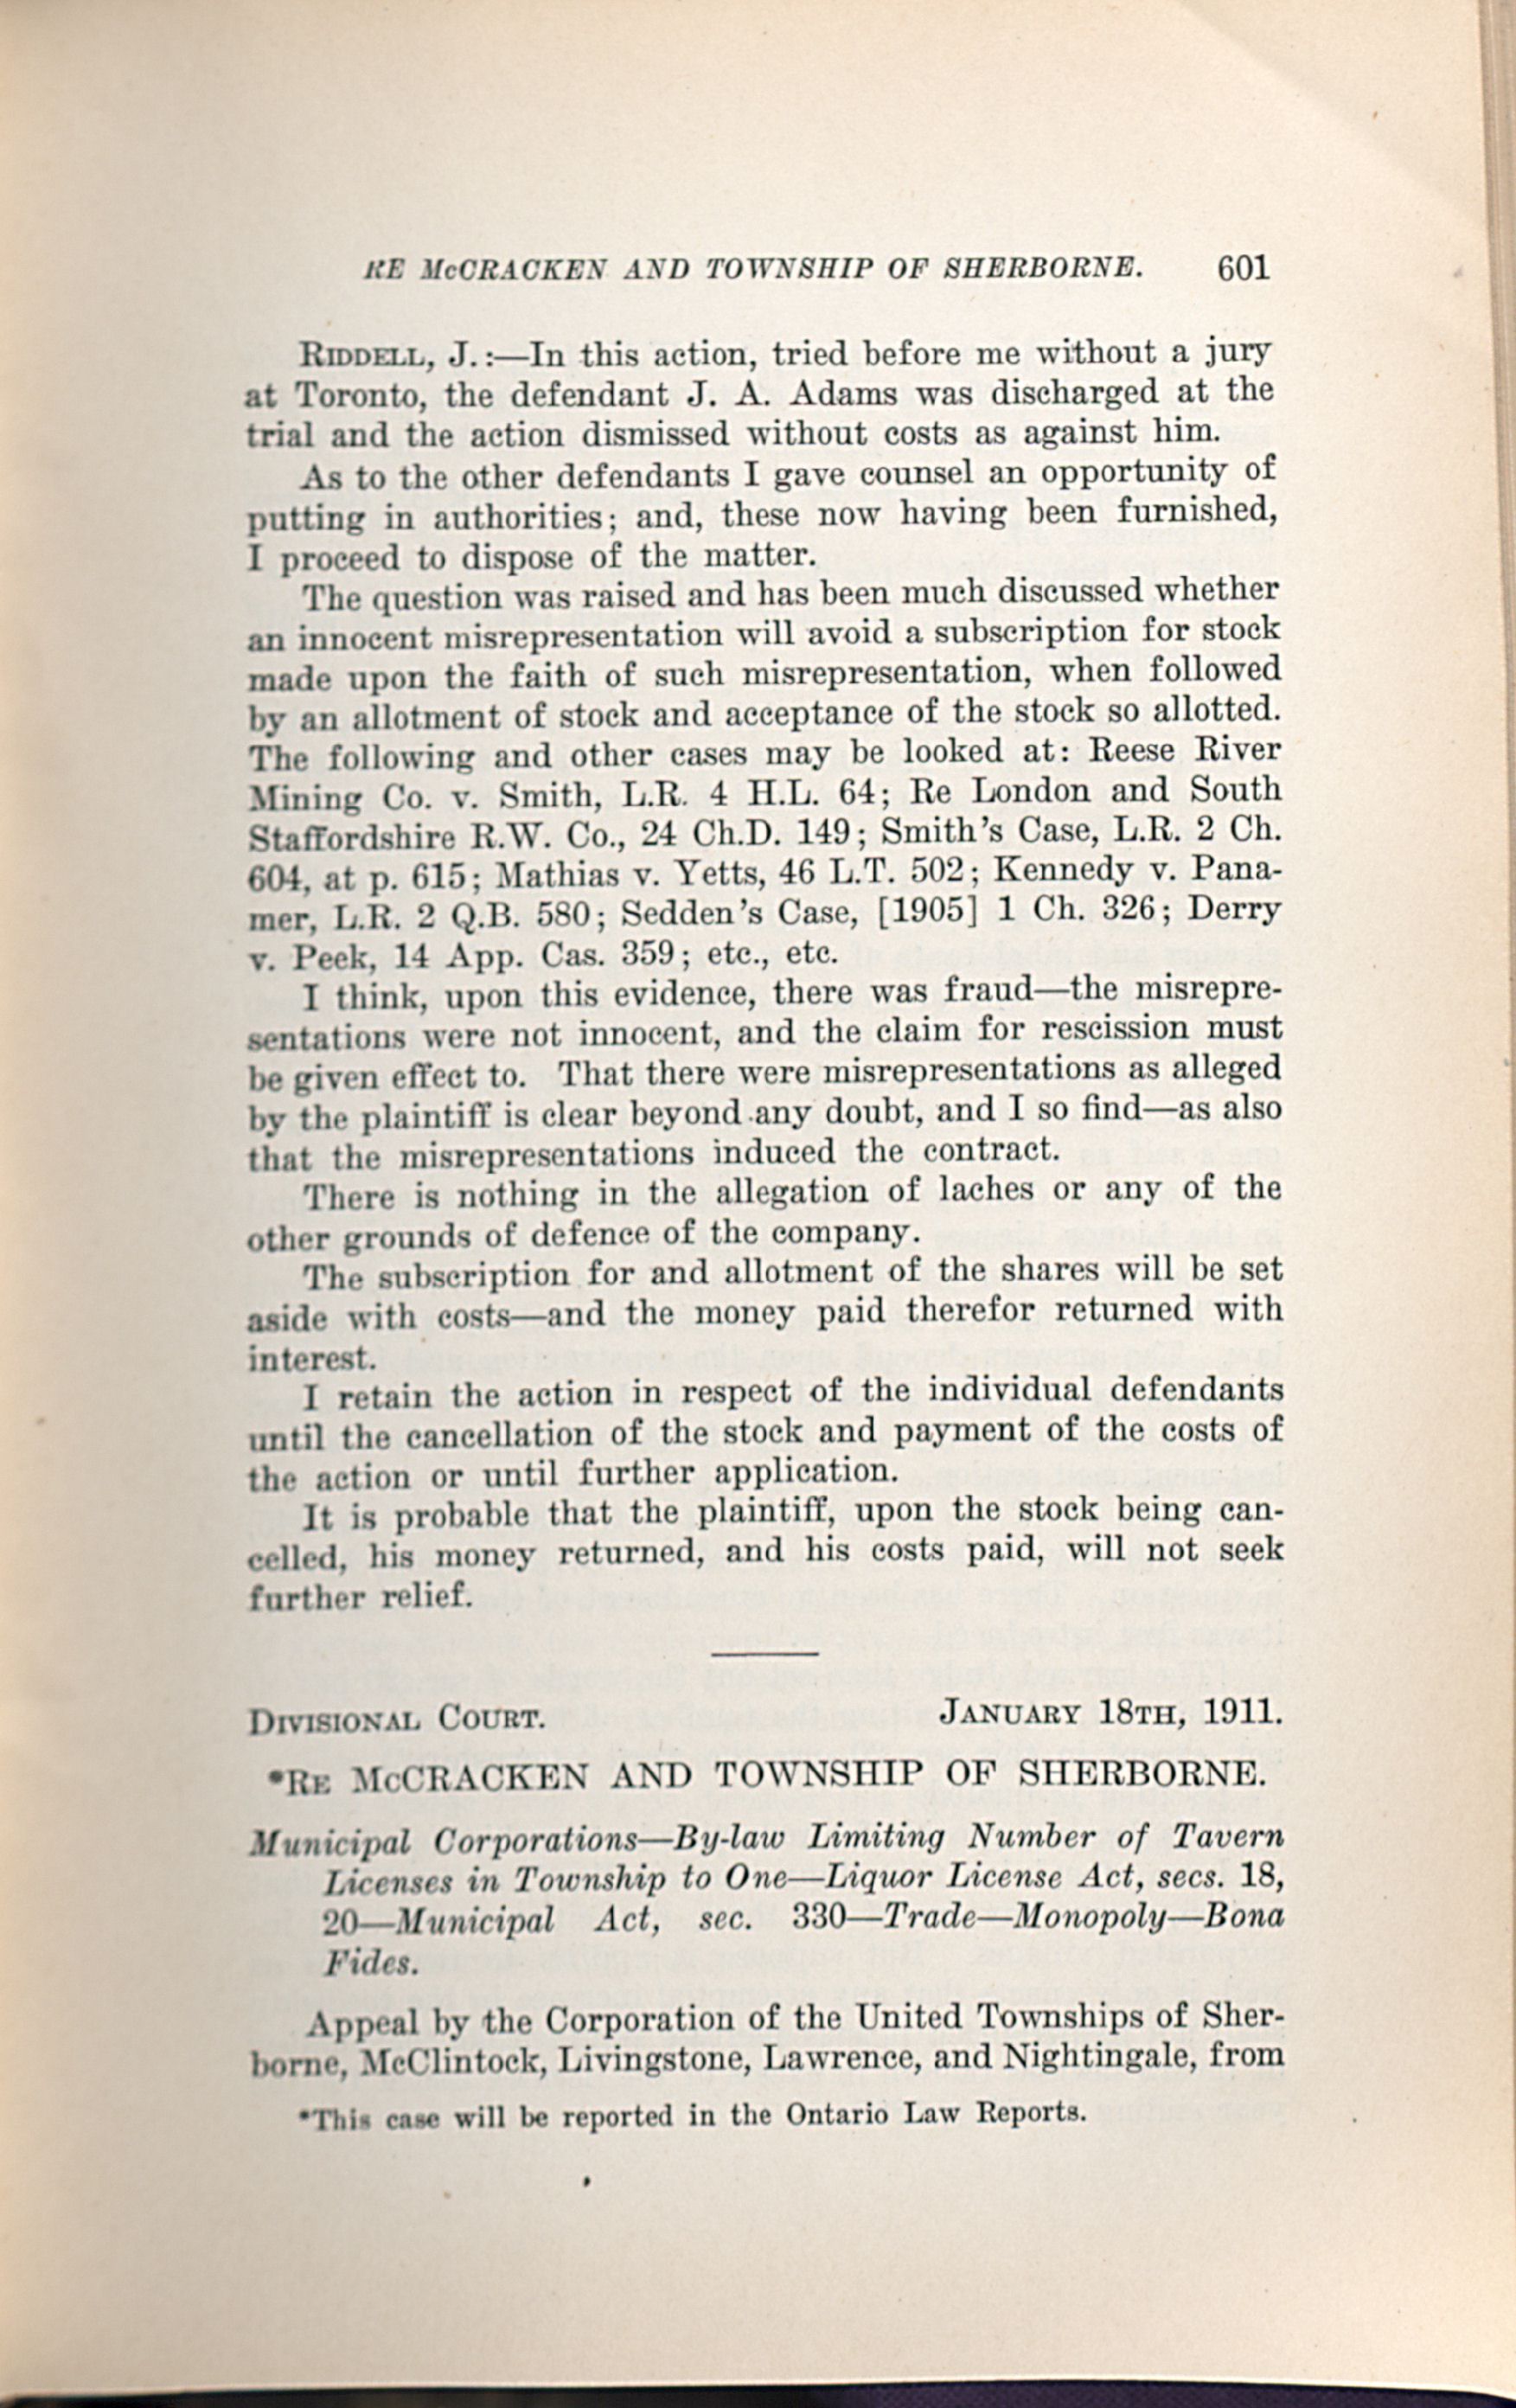 RE McCRACKEN AND TOWNSHIP OF SHERBORNE. 601
RIDDELL, J.:—In this action, tried before me without a jury
at Toronto, the defendant J. A. Adams was discharged at the
trial and the action dismissed without costs as against him.
As to the other defendants I gave counsel an opportunity of
putting in authorities; and, these now having been furnished,
I proceed to dispose of the matter.
The question was raised and has been much discussed whether
an innocent misrepresentation will avoid a subscription for stock
made upon the faith of such misrepresentation, when followed
by an allotment of stock and acceptance of the stock so allotted.
The following and other cases may be looked at: Reese River
Mining Co. v. Smith, L.R. 4 H.L. 64; Re London and South
Staffordshire R.W. Co., 24 Ch.D. 149; Smith's Case, L.R. 2 Ch.
604, at p. 615; Mathias v. Yetts, 46 L.T. 502; Kennedy v. Pana-
mer, L.R. 2 Q.B. 580; Sedden's Case, [1905] 1 Ch. 326; Derry
v. Peek, 14 App. Cas. 359; etc., etc.
I think, upon this evidence, there was fraud—the misrepre-
sentations were not innocent, and the claim for rescission must
be given effect to. That there were misrepresentations as alleged
by the plaintiff is clear beyond any doubt, and I so find—as also
that the misrepresentations induced the contract.
There is nothing in the allegation of laches or any of the
other grounds of defence of the company.
The subscription for and allotment of the shares will be set
aside with costs—and the money paid therefor returned with
interest.
I retain the action in respect of the individual defendants
until the cancellation of the stock and payment of the costs of
the action or until further application.
It is probable that the plaintiff, upon the stock being can-
celled, his money returned, and his costs paid, will not seek
further relief.
DIVISIONAL COURT. JANUARY 18TH, 1911.
*RE McCRACKEN AND TOWNSHIP OF SHERBORNE.
Municipal Corporations—By-law Limiting Number of Tavern
Licenses in Township to One—Liquor License Act, secs. 18,
20—Municipal Act, sec. 330—Trade—Monopoly—Bona
Fides.
Appeal by the Corporation of the United Townships of Sher-
borne, McClintock, Livingstone, Lawrence, and Nightingale, from
*This case will be reported in the Ontario Law Reports.